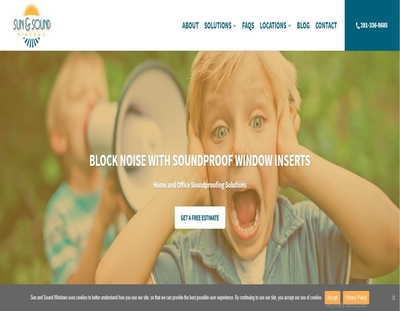 SUN & SOUND
WINDOWS
ABOUT SOLUTIONS FAQS LOCATIONS BLOG CONTACT
281-336-8685
BLOCK NOISE WITH SOUNDPROOF WINDOW INSERTS
Home and Office Soundproofing Solutions
GET A FREE ESTIMATE
Sun and Sound Windows uses cookies to better understand how you use our site, so that we can provide the best possible user experience. By continuing to use our site, you accept our use of cookies. Accept Privacy Policy